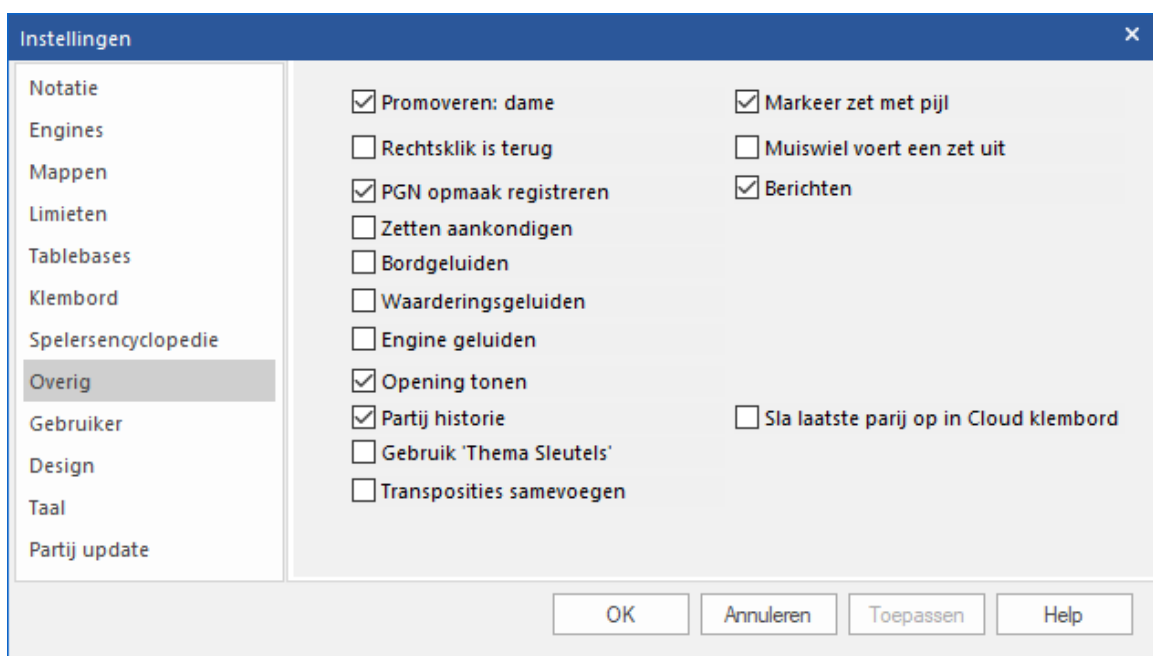 Instellingen
Notatie
Engines
Mappen
Limieten
Tablebases
Klembord
Spelersencyclopedie
Overig
Gebruiker
Design
Taal
Partij update
Promoveren: dame
Rechtsklik is terug
PGN opmaak registreren
Zetten aankondigen
Bordgeluiden
Waarderingsgeluiden
Engine geluiden
Opening tonen
Partij historie
Gebruik 'Thema Sleutels'
Transposities samevoegen
Markeer zet met pijl
Muiswiel voert een zet uit
Berichten
Sla laatste parij op in Cloud klembord
OK
Annuleren
Toepassen
Help